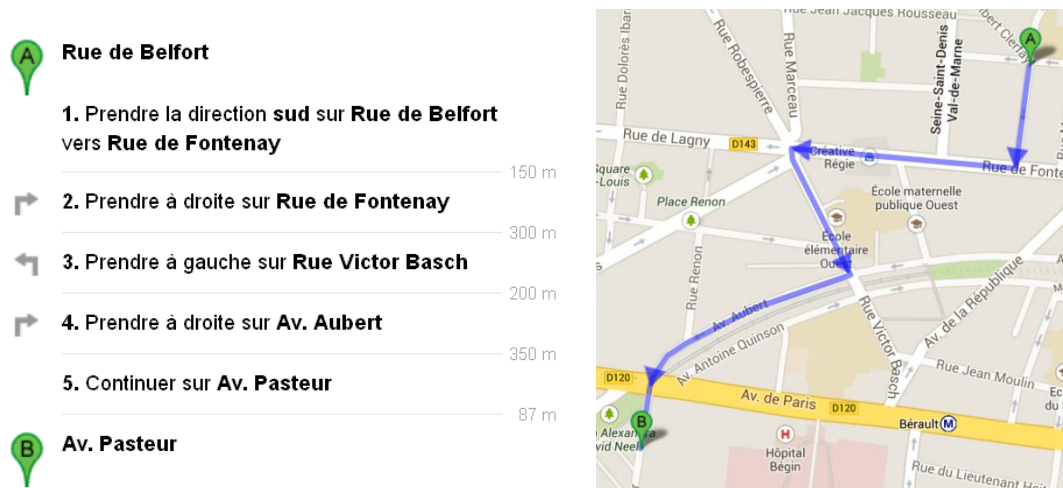 A
Rue de Belfort
1. Prendre la direction sud sur Rue de Belfort
vers Rue de Fontenay
150 m
2. Prendre à droite sur Rue de Fontenay
300 m
3. Prendre à gauche sur Rue Victor Basch
200 m
4. Prendre à droite sur Av. Aubert
350 m
5. Continuer sur Av. Pasteur
87 m
B
Av. Pasteur
Rue Jean Jacques Rousseau
A
Rue Dolorès Ibar
Rue Robespierre
Rue Marceau
Seine-Saint-Denis
Val-de-Marne
Rue de Lagny
D143
Créative
Régie
Rue de Fonte
Square
-Louis
Place Renon
École maternelle
publique Ouest
École
élémentaire
Ouest
Rue Renon
Av. Aubert
Av. Antoine Quinson
Rue Victor Basch
Av. de la République
Rue Jean Moulin
D120
Av. de Paris
D120
Bérault
M
B
n Alexandra
vid Neel
H
Hôpital
Bégin
Rue du Lieutenant